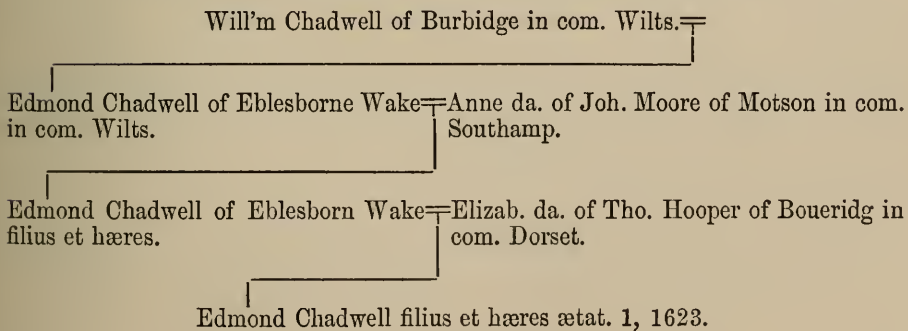 Will'm Chadwell of Burbidge in com. Wilts.
Edmond Chadwell of Eblesborne Wake
in com. Wilts.
Anne da. of Joh. Moore of Motson in com.
Southamp.
Edmond Chadwell of Eblesborn Wake
filius et hæres.
Elizab. da. of Tho. Hooper of Boueridg in
com. Dorset.
Edmond Chadwell filius et hæres ætat. 1, 1623.